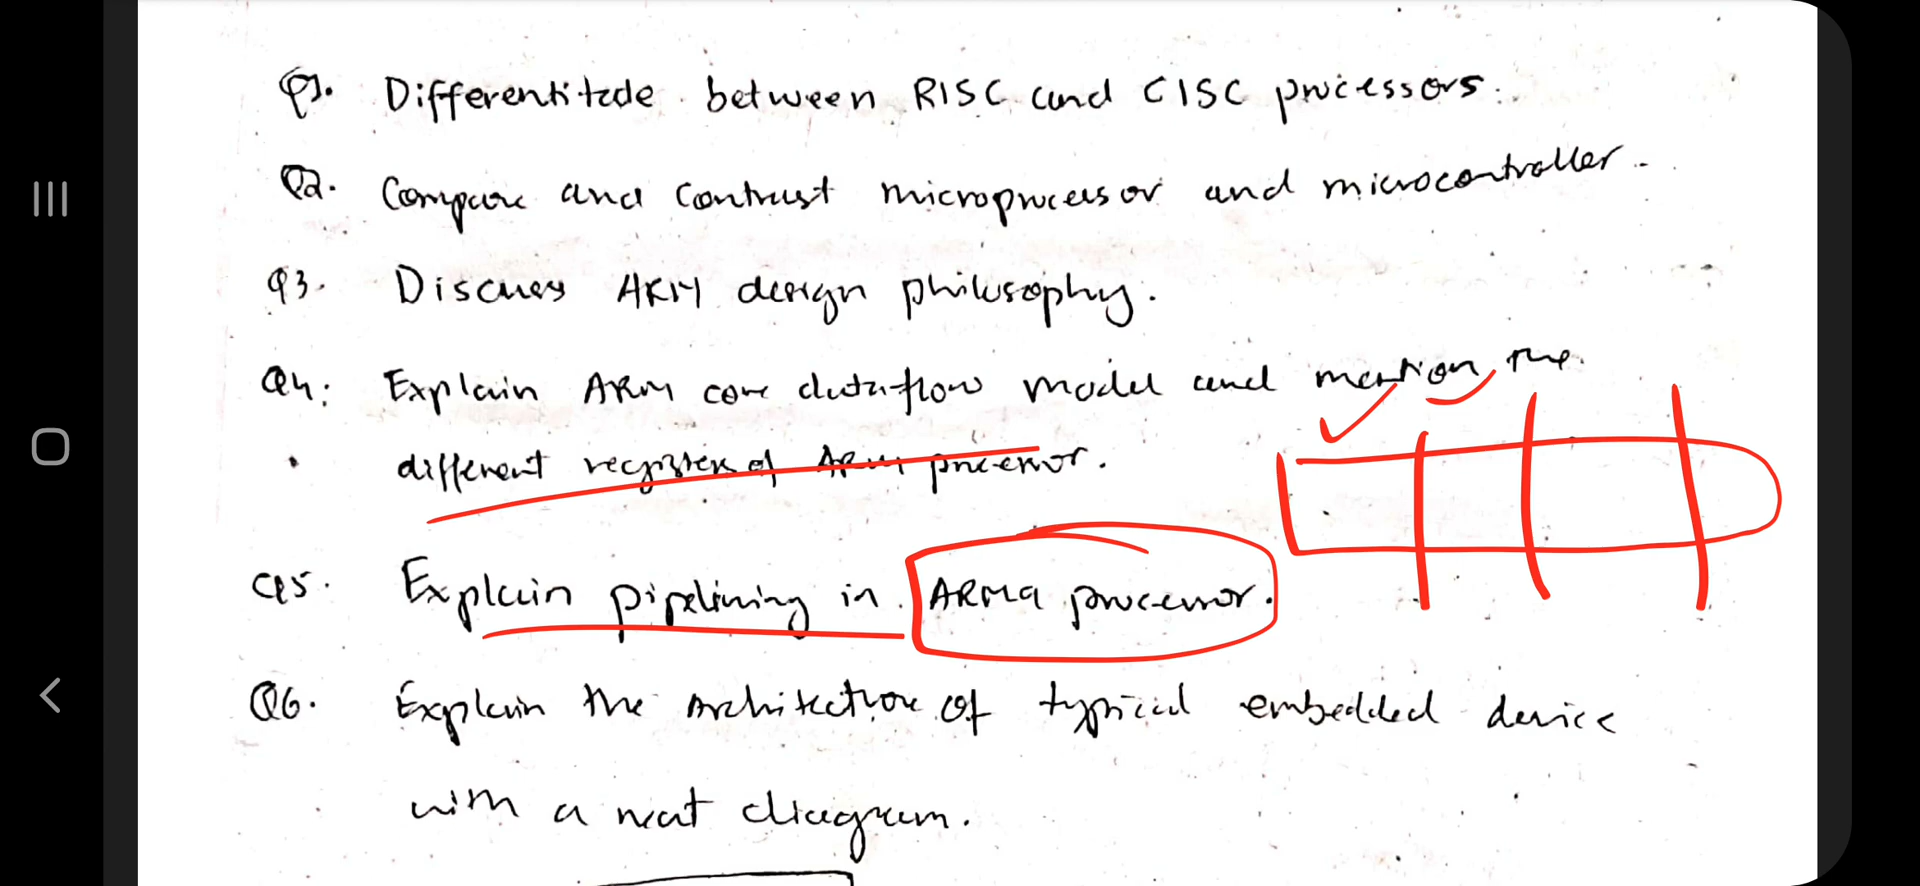 Q1. Differentitade between RISC and CISC processors.
Q2. Compare and Contrast microprocessor and microcontroller.
Q3. Discuss ARM design philosophy.
Q4: Explain ARM core dataflow model and mention the
different registers of ARM processor.
Q5. Explain pipelining in ARM9 processor.
Q6. Explain the Architecture of typical embedded device
with a neat diagram.